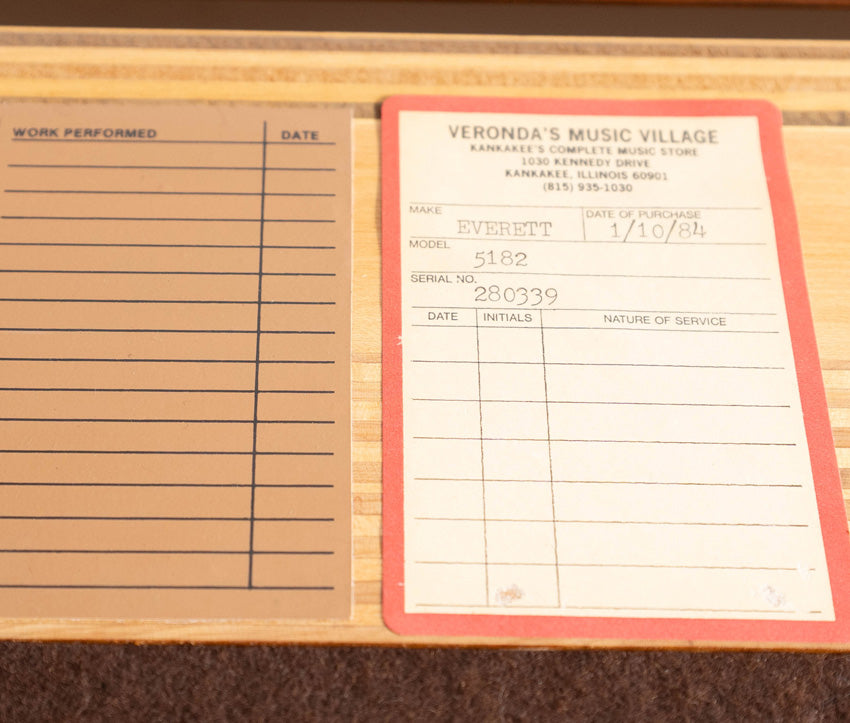 WORK PERFORMED DATE
VERONDA'S MUSIC VILLAGE
KANKAKEE'S COMPLETE MUSIC STORE
1030 KENNEDY DRIVE
KANKAKEE, ILLINOIS 60901
(815) 935-1030
MAKE EVERETT DATE OF PURCHASE 1/10/84
MODEL 5182
SERIAL NO. 280339
DATE INITIALS NATURE OF SERVICE